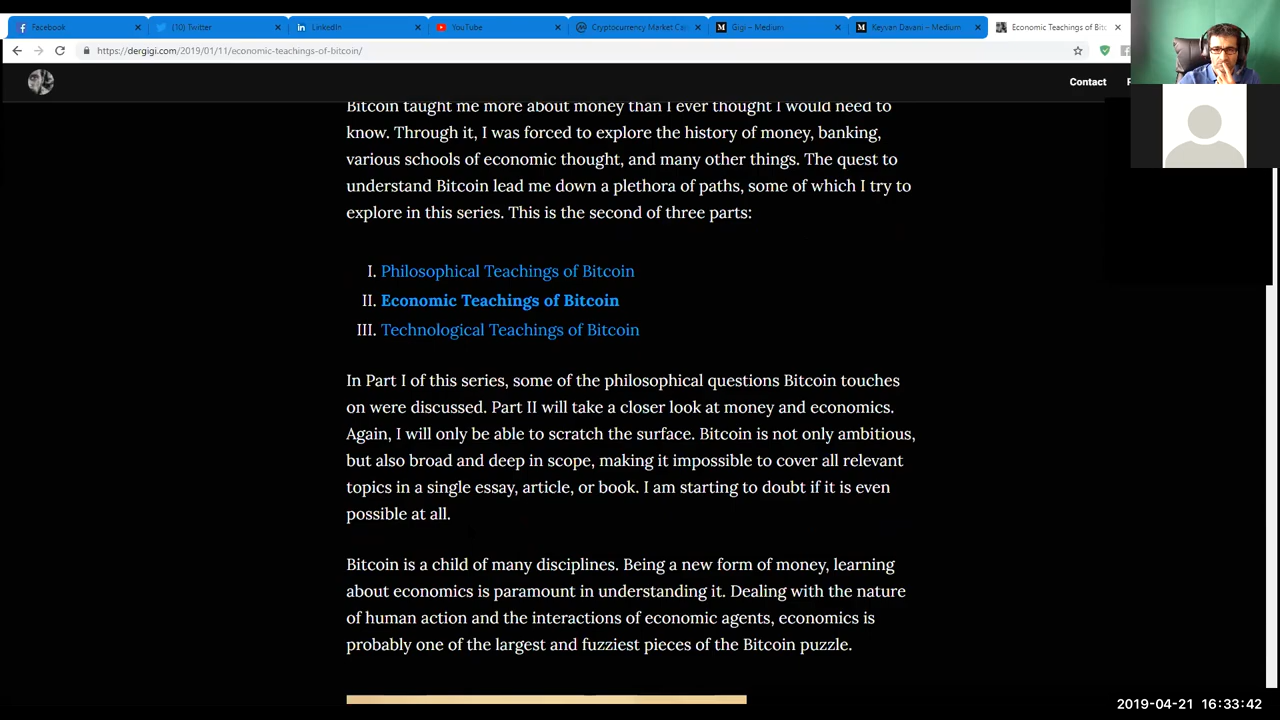 Facebook
(10) Twitter
LinkedIn
YouTube
Cryptocurrency Market Ca
Gigi – Medium
Keyvan Davani – Medium
Economic Teachings of Bitc
https://dergigi.com/2019/01/11/economic-teachings-of-bitcoin/
Contact
Bitcoin taught me more about money than I ever thought I would need to
know. Through it, I was forced to explore the history of money, banking,
various schools of economic thought, and many other things. The quest to
understand Bitcoin lead me down a plethora of paths, some of which I try to
explore in this series. This is the second of three parts:
I. Philosophical Teachings of Bitcoin
II. Economic Teachings of Bitcoin
III. Technological Teachings of Bitcoin
In Part I of this series, some of the philosophical questions Bitcoin touches
on were discussed. Part II will take a closer look at money and economics.
Again, I will only be able to scratch the surface. Bitcoin is not only ambitious,
but also broad and deep in scope, making it impossible to cover all relevant
topics in a single essay, article, or book. I am starting to doubt if it is even
possible at all.
Bitcoin is a child of many disciplines. Being a new form of money, learning
about economics is paramount in understanding it. Dealing with the nature
of human action and the interactions of economic agents, economics is
probably one of the largest and fuzziest pieces of the Bitcoin puzzle.
2019-04-21 16:33:42